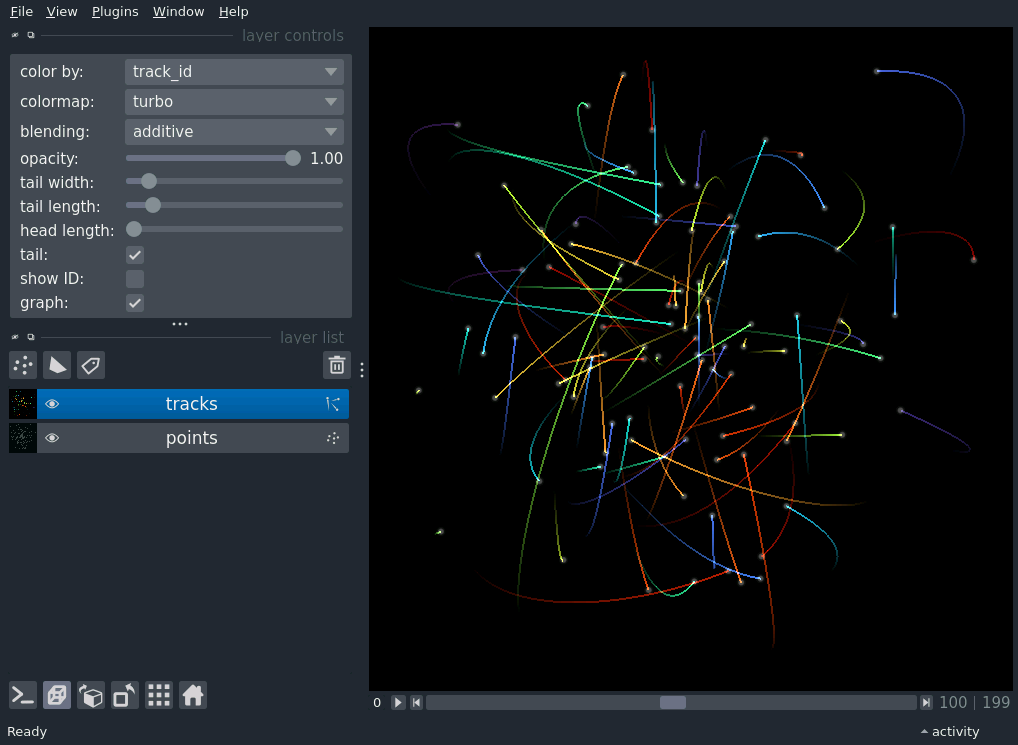 File View Plugins Window Help
layer controls
color by: track_id
colormap: turbo
blending: additive
opacity: 1.00
tail width:
tail length:
head length:
tail:
show ID:
graph:
layer list
tracks
points
0 100 | 199
Ready activity